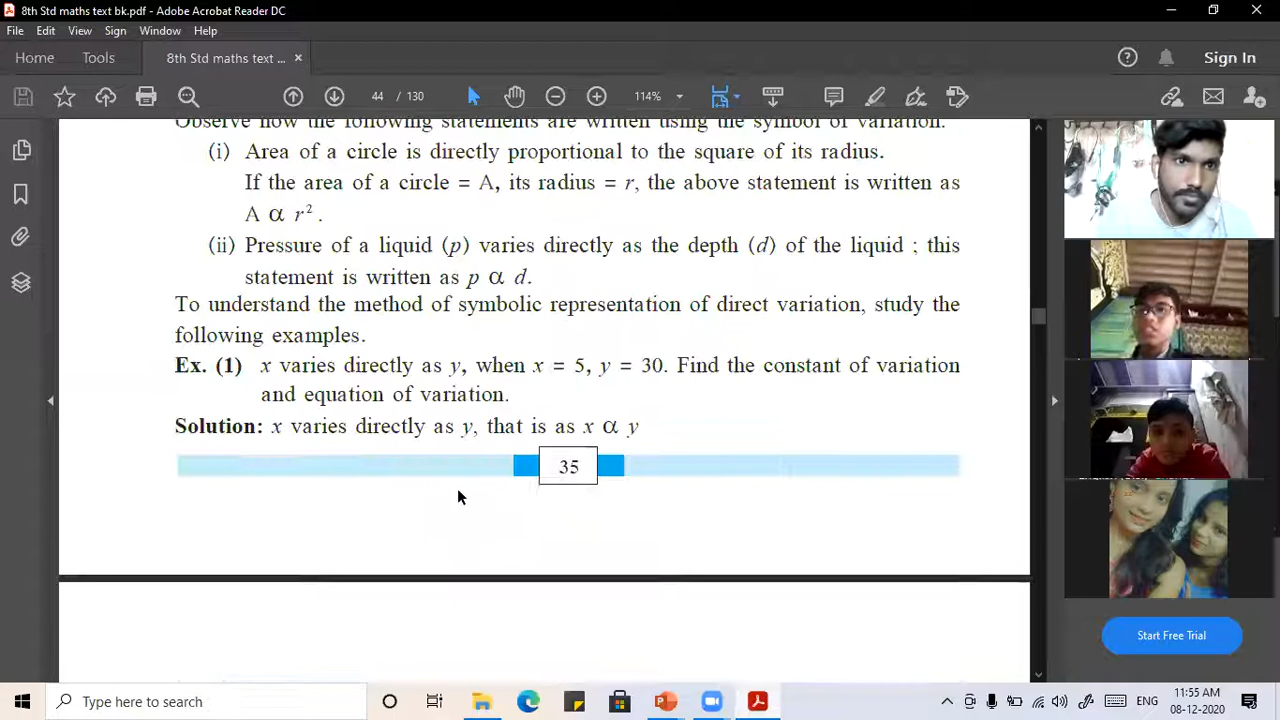 8th Std maths text bk.pdf - Adobe Acrobat Reader DC
File Edit View Sign Window Help
Home Tools 8th Std maths text ... × Sign In
44 / 130 114%
Observe how the following statements are written using the symbol of variation.
(i) Area of a circle is directly proportional to the square of its radius.
If the area of a circle = A, its radius = r, the above statement is written as
A α r².
(ii) Pressure of a liquid (p) varies directly as the depth (d) of the liquid ; this
statement is written as p α d.
To understand the method of symbolic representation of direct variation, study the
following examples.
Ex. (1) x varies directly as y, when x = 5, y = 30. Find the constant of variation
and equation of variation.
Solution: x varies directly as y, that is as x α y
35
Start Free Trial
Type here to search
ENG
11:55 AM
08-12-2020